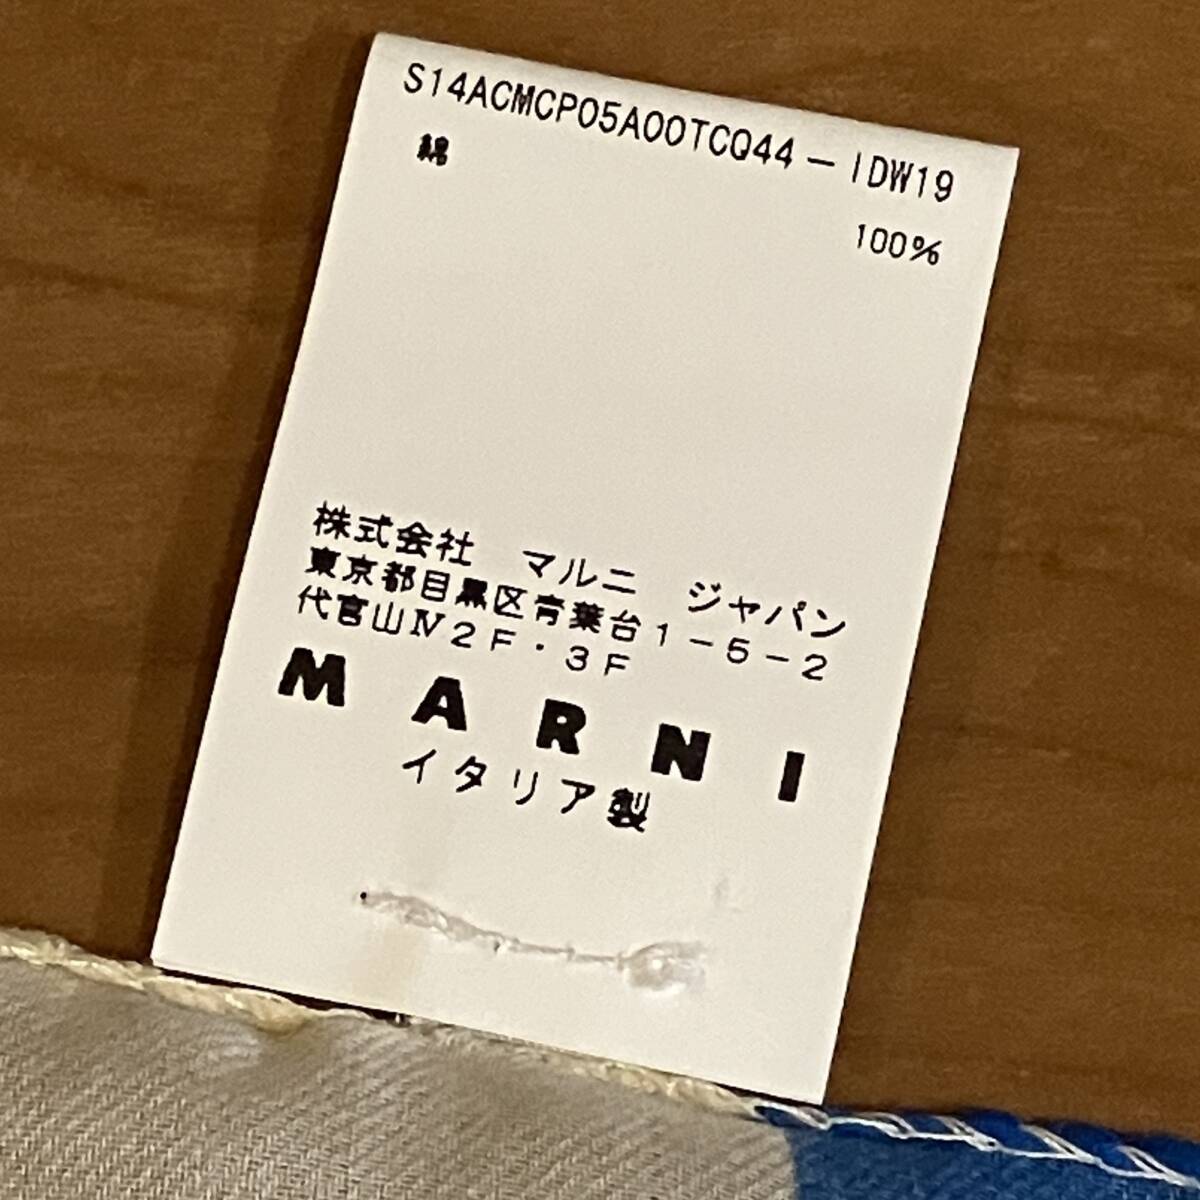 S14ACMCP05A00TCQ44－IDW19
綿 100%
株式会社　マルニ　ジャパン
東京都目黒区青葉台１－５－２
代官山Ⅳ２Ｆ・３Ｆ
MARNI
イタリア製